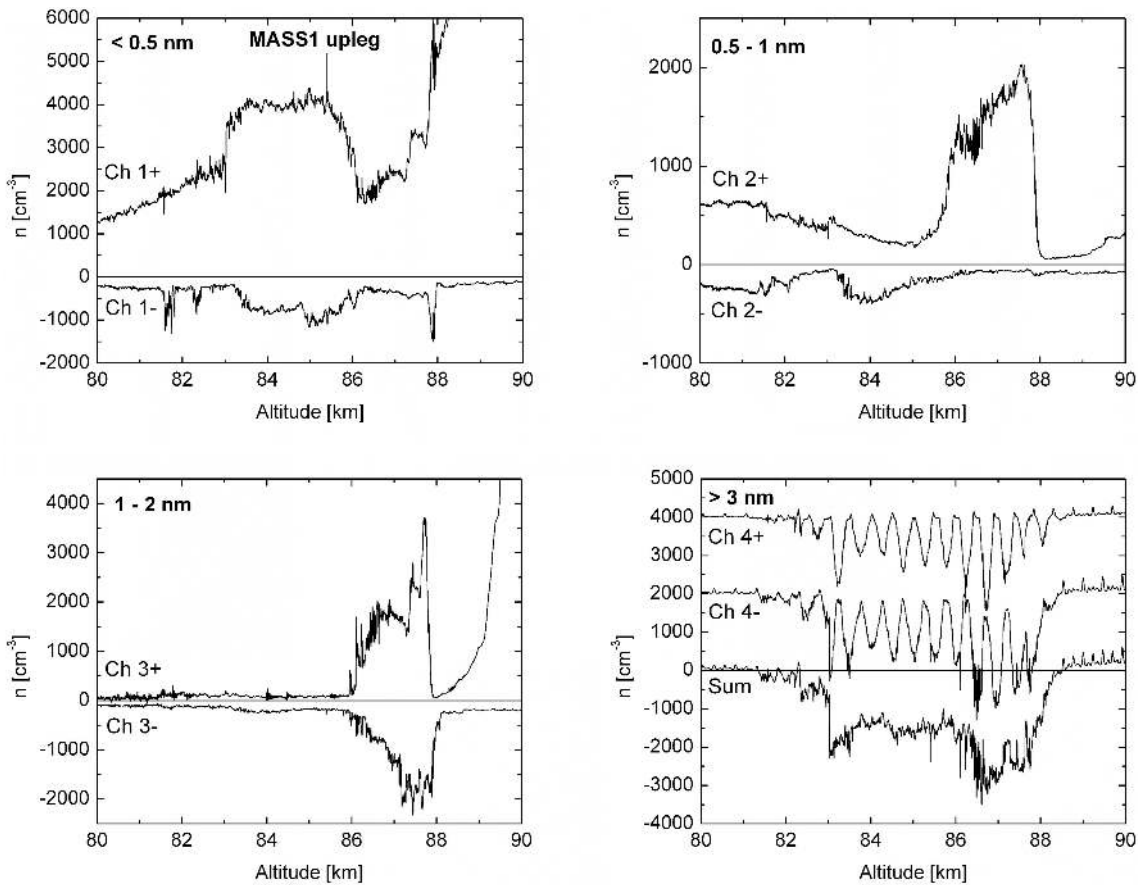 < 0.5 nm
MASS1 upleg
6000
5000
4000
3000
2000
1000
0
-1000
-2000
n [cm⁻³]
Ch 1+
Ch 1-
80 82 84 86 88 90
Altitude [km]
0.5 - 1 nm
2000
1000
0
-1000
n [cm⁻³]
Ch 2+
Ch 2-
80 82 84 86 88 90
Altitude [km]
1 - 2 nm
4000
3000
2000
1000
0
-1000
-2000
n [cm⁻³]
Ch 3+
Ch 3-
80 82 84 86 88 90
Altitude [km]
> 3 nm
5000
4000
3000
2000
1000
0
-1000
-2000
-3000
-4000
n [cm⁻³]
Ch 4+
Ch 4-
Sum
80 82 84 86 88 90
Altitude [km]